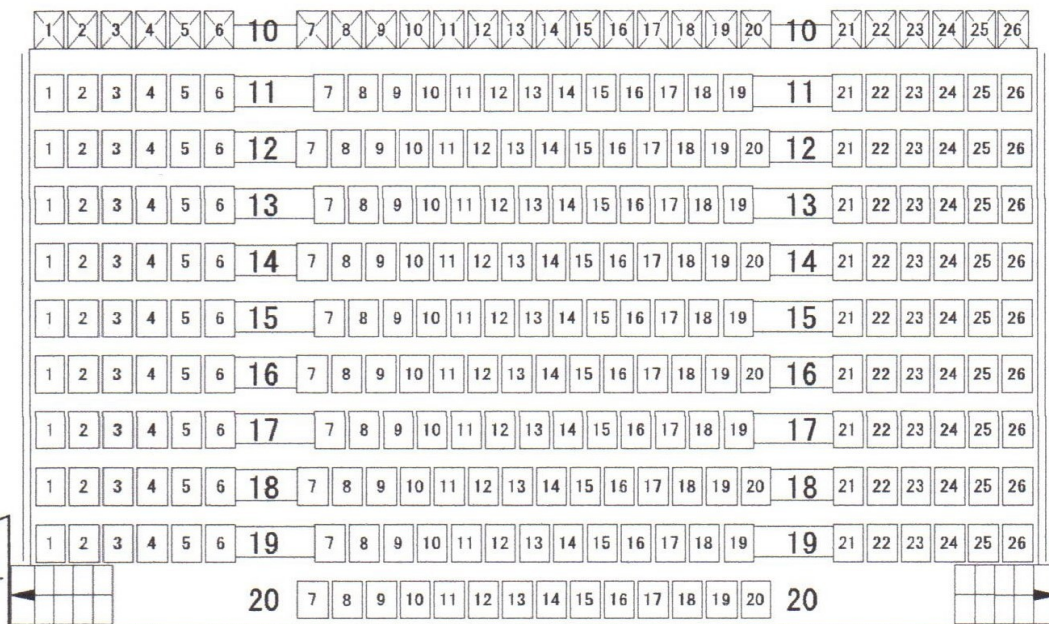 1 2 3 4 5 6 10 7 8 9 10 11 12 13 14 15 16 17 18 19 20 10 21 22 23 24 25 26
1 2 3 4 5 6 11 7 8 9 10 11 12 13 14 15 16 17 18 19 11 21 22 23 24 25 26
1 2 3 4 5 6 12 7 8 9 10 11 12 13 14 15 16 17 18 19 20 12 21 22 23 24 25 26
1 2 3 4 5 6 13 7 8 9 10 11 12 13 14 15 16 17 18 19 13 21 22 23 24 25 26
1 2 3 4 5 6 14 7 8 9 10 11 12 13 14 15 16 17 18 19 20 14 21 22 23 24 25 26
1 2 3 4 5 6 15 7 8 9 10 11 12 13 14 15 16 17 18 19 15 21 22 23 24 25 26
1 2 3 4 5 6 16 7 8 9 10 11 12 13 14 15 16 17 18 19 20 16 21 22 23 24 25 26
1 2 3 4 5 6 17 7 8 9 10 11 12 13 14 15 16 17 18 19 17 21 22 23 24 25 26
1 2 3 4 5 6 18 7 8 9 10 11 12 13 14 15 16 17 18 19 20 18 21 22 23 24 25 26
1 2 3 4 5 6 19 7 8 9 10 11 12 13 14 15 16 17 18 19 19 21 22 23 24 25 26
20 7 8 9 10 11 12 13 14 15 16 17 18 19 20 20